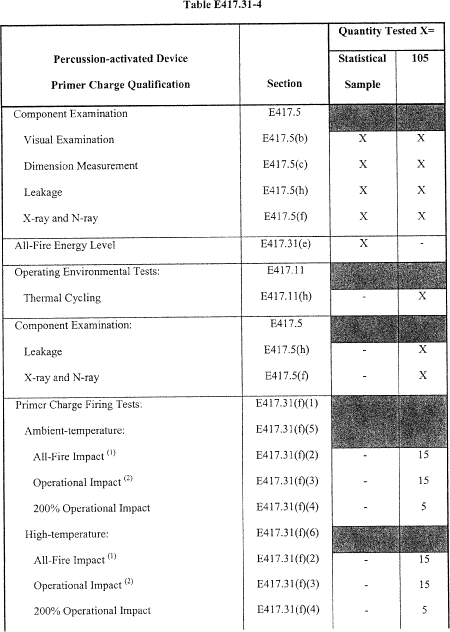 Table E417.31-4
Quantity Tested X=
Percussion-activated Device Statistical 105
Primer Charge Qualification Section Sample
Component Examination E417.5
Visual Examination E417.5(b) X X
Dimension Measurement E417.5(c) X X
Leakage E417.5(h) X X
X-ray and N-ray E417.5(f) X X
All-Fire Energy Level E417.31(e) X -
Operating Environmental Tests: E417.11
Thermal Cycling E417.11(h) - X
Component Examination: E417.5
Leakage E417.5(h) - X
X-ray and N-ray E417.5(f) - X
Primer Charge Firing Tests: E417.31(f)(1)
Ambient-temperature: E417.31(f)(5)
All-Fire Impact (1) E417.31(f)(2) - 15
Operational Impact (2) E417.31(f)(3) - 15
200% Operational Impact E417.31(f)(4) - 5
High-temperature: E417.31(f)(6)
All-Fire Impact (1) E417.31(f)(2) - 15
Operational Impact (2) E417.31(f)(3) - 15
200% Operational Impact E417.31(f)(4) - 5